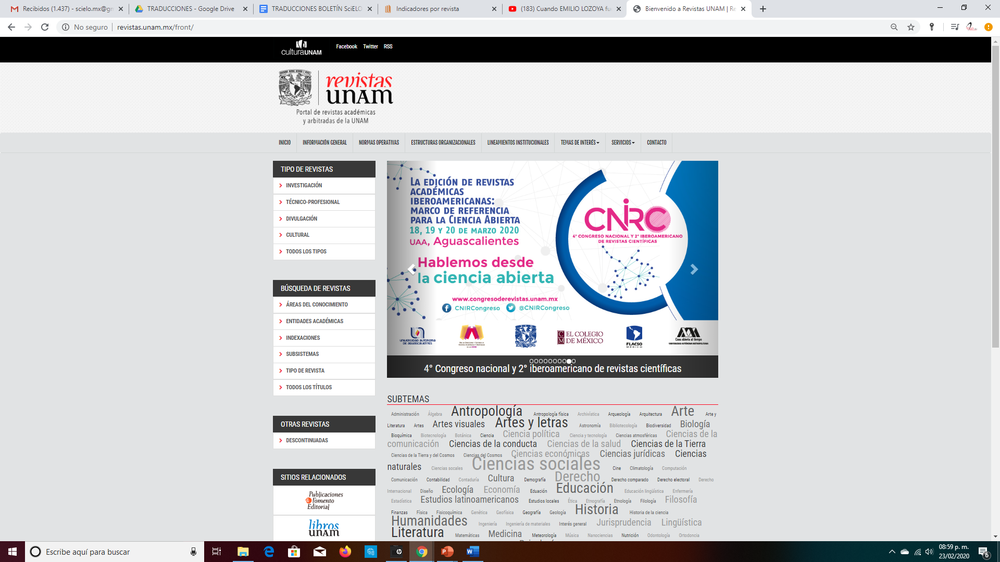 Recibidos (1.437) - scielo.mx@gm
TRADUCCIONES - Google Drive
TRADUCCIONES BOLETÍN SciELO
Indicadores por revista
(183) Cuando EMILIO LOZOYA fu
Bienvenido a Revistas UNAM | Re
No seguro
revistas.unam.mx/front/
culturaUNAM
Facebook Twitter RSS
revistas
unam
Portal de revistas académicas
y arbitradas de la UNAM
INICIO INFORMACIÓN GENERAL NORMAS OPERATIVAS ESTRUCTURAS ORGANIZACIONALES LINEAMIENTOS INSTITUCIONALES TEMAS DE INTERÉS SERVICIOS CONTACTO
TIPO DE REVISTAS
INVESTIGACIÓN
TÉCNICO-PROFESIONAL
DIVULGACIÓN
CULTURAL
TODOS LOS TIPOS
BÚSQUEDA DE REVISTAS
ÁREAS DEL CONOCIMIENTO
ENTIDADES ACADÉMICAS
INDEXACIONES
SUBSISTEMAS
TIPO DE REVISTA
TODOS LOS TÍTULOS
OTRAS REVISTAS
DESCONTINUADAS
SITIOS RELACIONADOS
Publicaciones
fomento
Editorial
libros
unam
LA EDICIÓN DE REVISTAS
ACADÉMICAS
IBEROAMERICANAS:
MARCO DE REFERENCIA
PARA LA CIENCIA ABIERTA
18, 19 Y 20 DE MARZO 2020
UAA, Aguascalientes
Hablemos desde
la ciencia abierta
www.congresoderevistas.unam.mx
CNIRCongreso @CNIRCongreso
CNIRC
4° CONGRESO NACIONAL Y 2° IBEROAMERICANO
DE REVISTAS CIENTÍFICAS
UNIVERSIDAD AUTONOMA
DE AGUASCALIENTES
CM
EL COLEGIO
DE MÉXICO
FLACSO
MÉXICO
Casa abierta al tiempo
UNIVERSIDAD AUTÓNOMA METROPOLITANA
4° Congreso nacional y 2° iberoamericano de revistas científicas
SUBTEMAS
Administración Álgebra Antropología Antropología física Archivística Arqueología Arquitectura Arte Arte y
Literatura Artes Artes visuales Artes y letras Astronomía Bibliotecología Biodiversidad Biología
Bioquímica Biotecnología Botánica Ciencia Ciencia política Ciencia y tecnología Ciencias atmosféricas Ciencias de la
comunicación Ciencias de la conducta Ciencias de la salud Ciencias de la Tierra
Ciencias de la Tierra y del Cosmos Ciencias del Cosmos Ciencias económicas Ciencias jurídicas Ciencias
naturales Ciencias socales Ciencias sociales Cine Climatología Computación
Comunicación Contabilidad Contaduría Cultura Demografía Derecho Derecho comparado Derecho electoral Derecho
Internacional Diseño Ecología Economía Eduación Educación Educación lingüística Enfermería
Estadística Estudios latinoamericanos Estudios locales Ética Etnografía Etnología Filología Filosofía
Finanzas Física Fisicoquímica Genética Geofísica Geografía Geología Historia Historia de la ciencia
Humanidades Ingeniería Ingeniería de materiales Interés general Jurisprudencia Lingüística
Literatura Matemáticas Medicina Meteorología Música Nanociencias Nutrición Odontología Ortodoncia
Escribe aquí para buscar
08:59 p. m.
23/02/2020
6